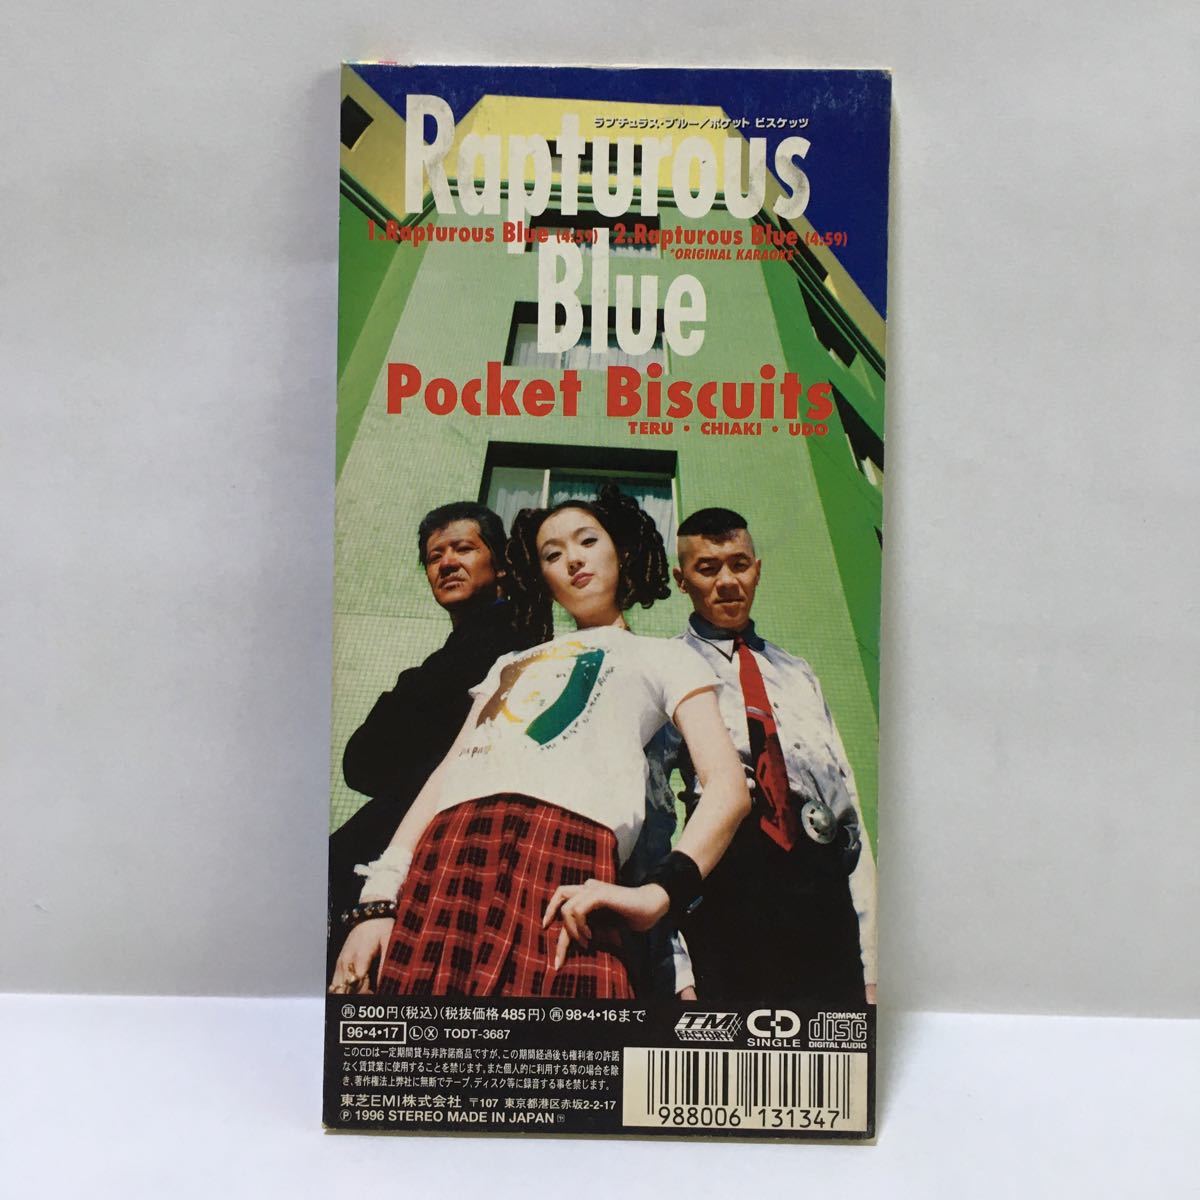 ラプチュラス・ブルー/ポケット ビスケッツ
Rapturous
1.Rapturous Blue (4:59) 2.Rapturous Blue (4:59)
*ORIGINAL KARAOKE*
Blue
Pocket Biscuits
TERU • CHIAKI • UDO
再 500円(税込)(税抜価格485円) 再 98•4•16まで
96•4•17 Ⓛ Ⓧ TODT-3687
このCDは一定期間貸与非許諾商品ですが、この期間経過後も権利者の許諾
なく賃貸業に使用することを禁じます。また個人的に利用する等の場合を除
き、著作権法上弊社に無断でテープ、ディスク等に録音する事を禁じます。
東芝EMI株式会社 〒107 東京都港区赤坂2-2-17
Ⓟ 1996 STEREO MADE IN JAPAN
TM FACTORY
CD SINGLE
COMPACT disc DIGITAL AUDIO
988006 131347